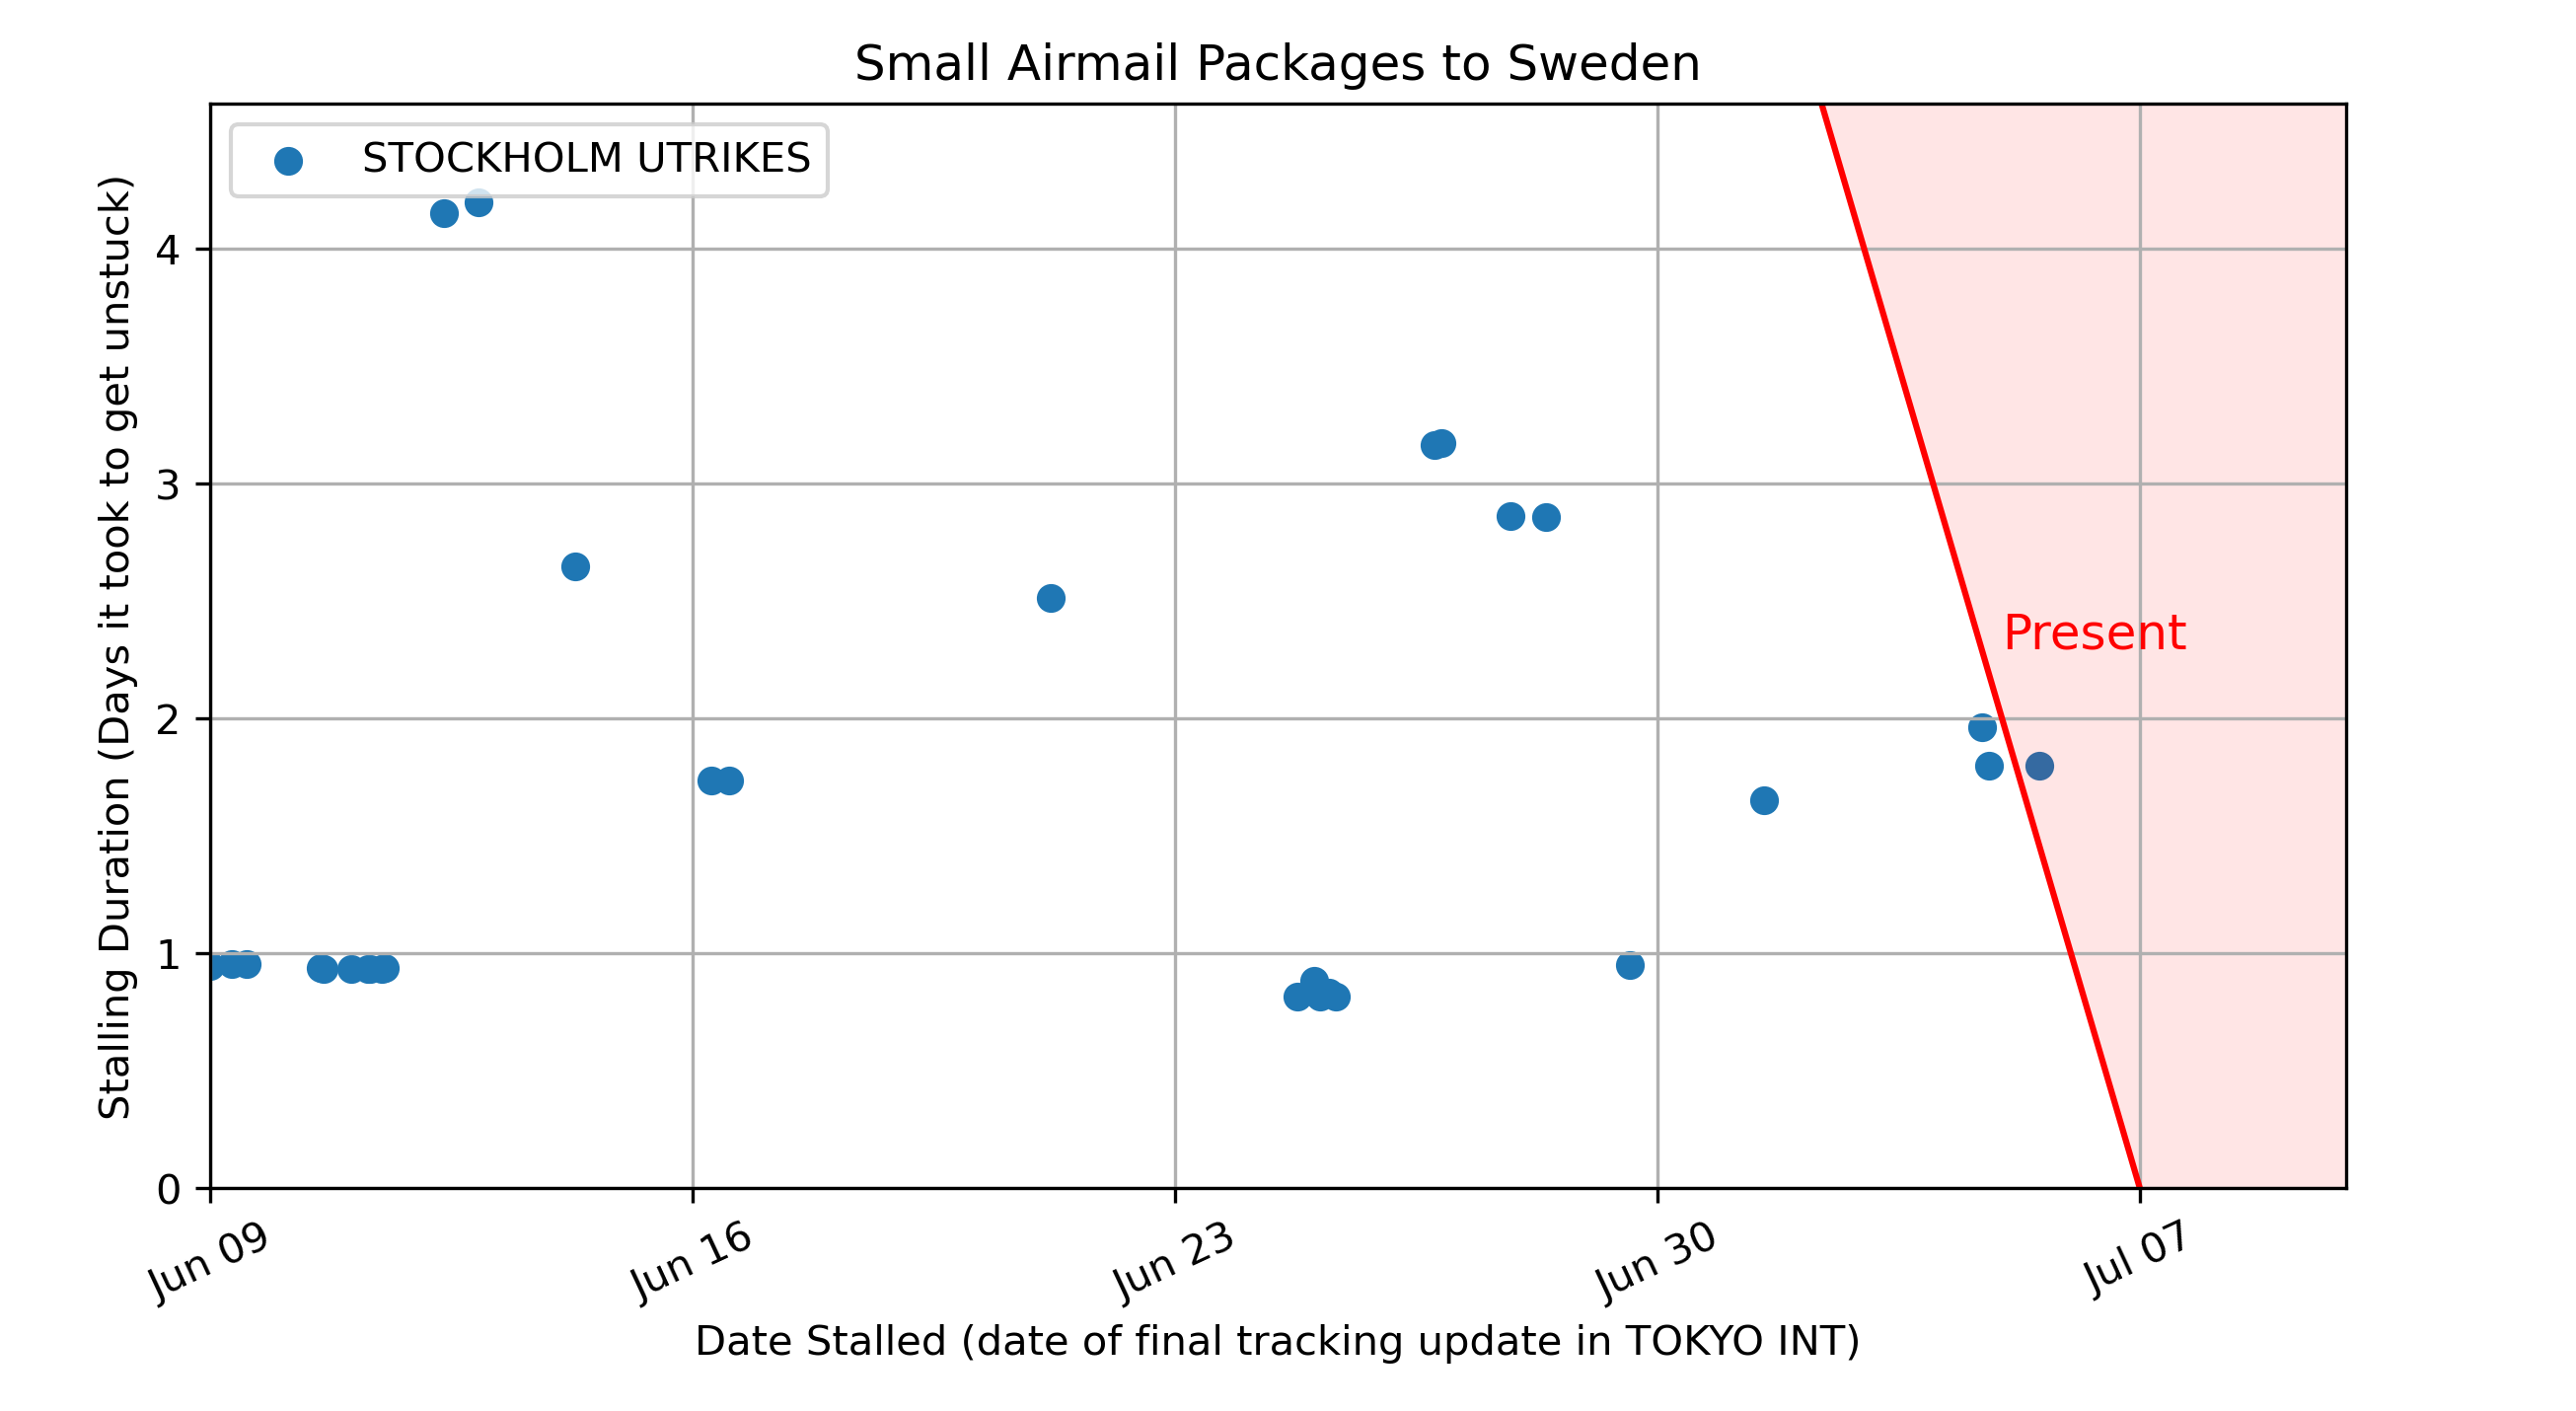 Small Airmail Packages to Sweden
STOCKHOLM UTRIKES
Stalling Duration (Days it took to get unstuck)
4
3
2
1
0
Present
Jun 09
Jun 16
Jun 23
Jun 30
Jul 07
Date Stalled (date of final tracking update in TOKYO INT)